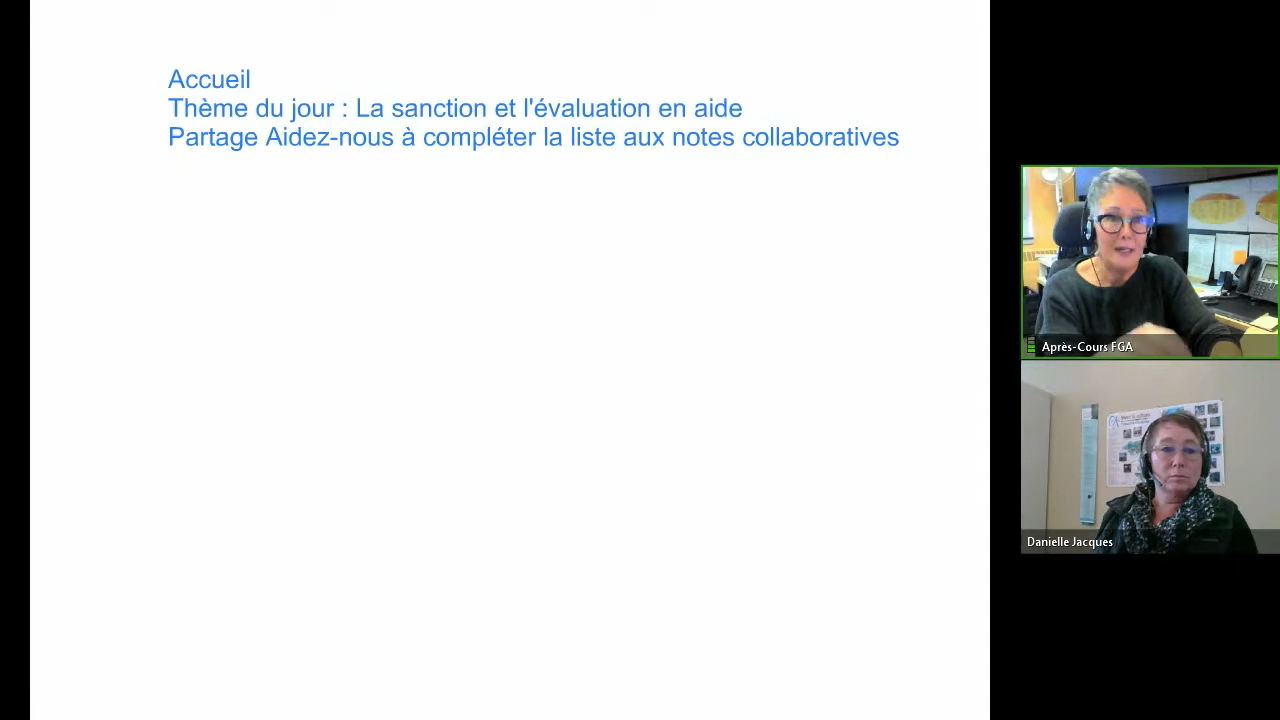 Accueil
Thème du jour : La sanction et l'évaluation en aide
Partage Aidez-nous à compléter la liste aux notes collaboratives
Après-Cours FGA
Danielle Jacques